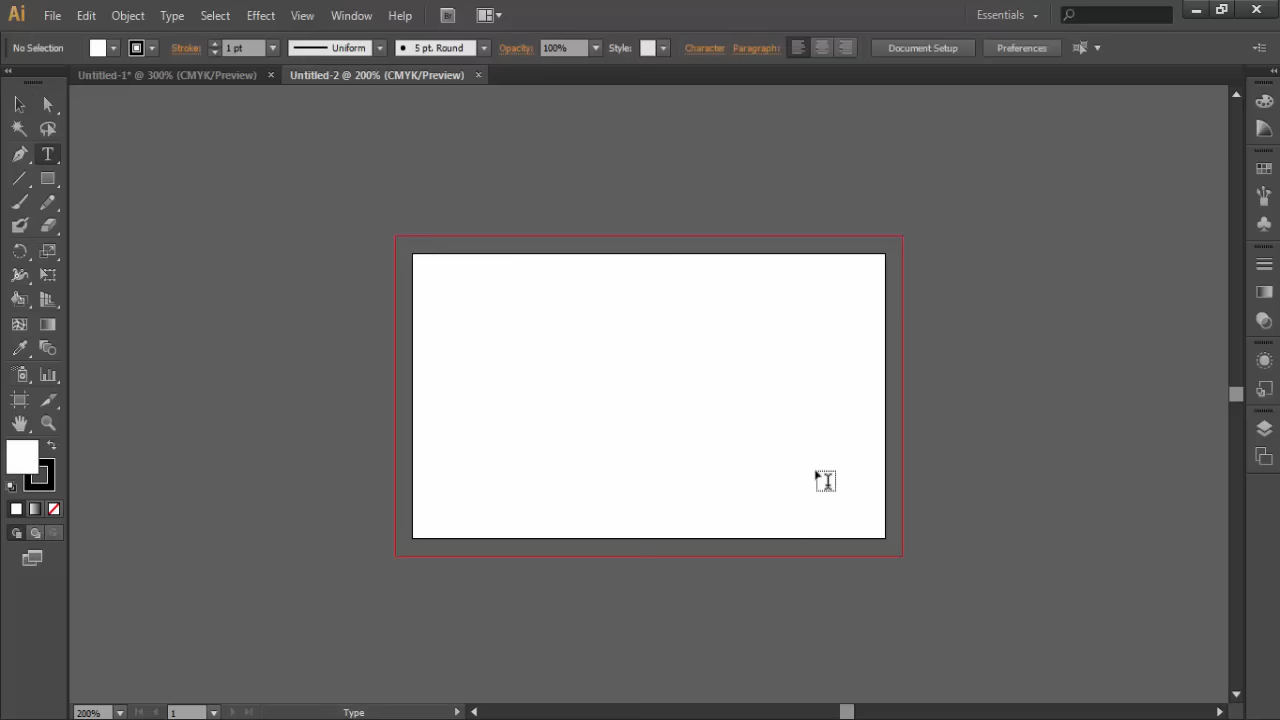 Ai File Edit Object Type Select Effect View Window Help Br Essentials
No Selection Stroke: 1 pt Uniform 5 pt. Round Opacity: 100% Style: Character Paragraph: Document Setup Preferences
Untitled-1* @ 300% (CMYK/Preview) × Untitled-2 @ 200% (CMYK/Preview) ×
T
200% 1 Type